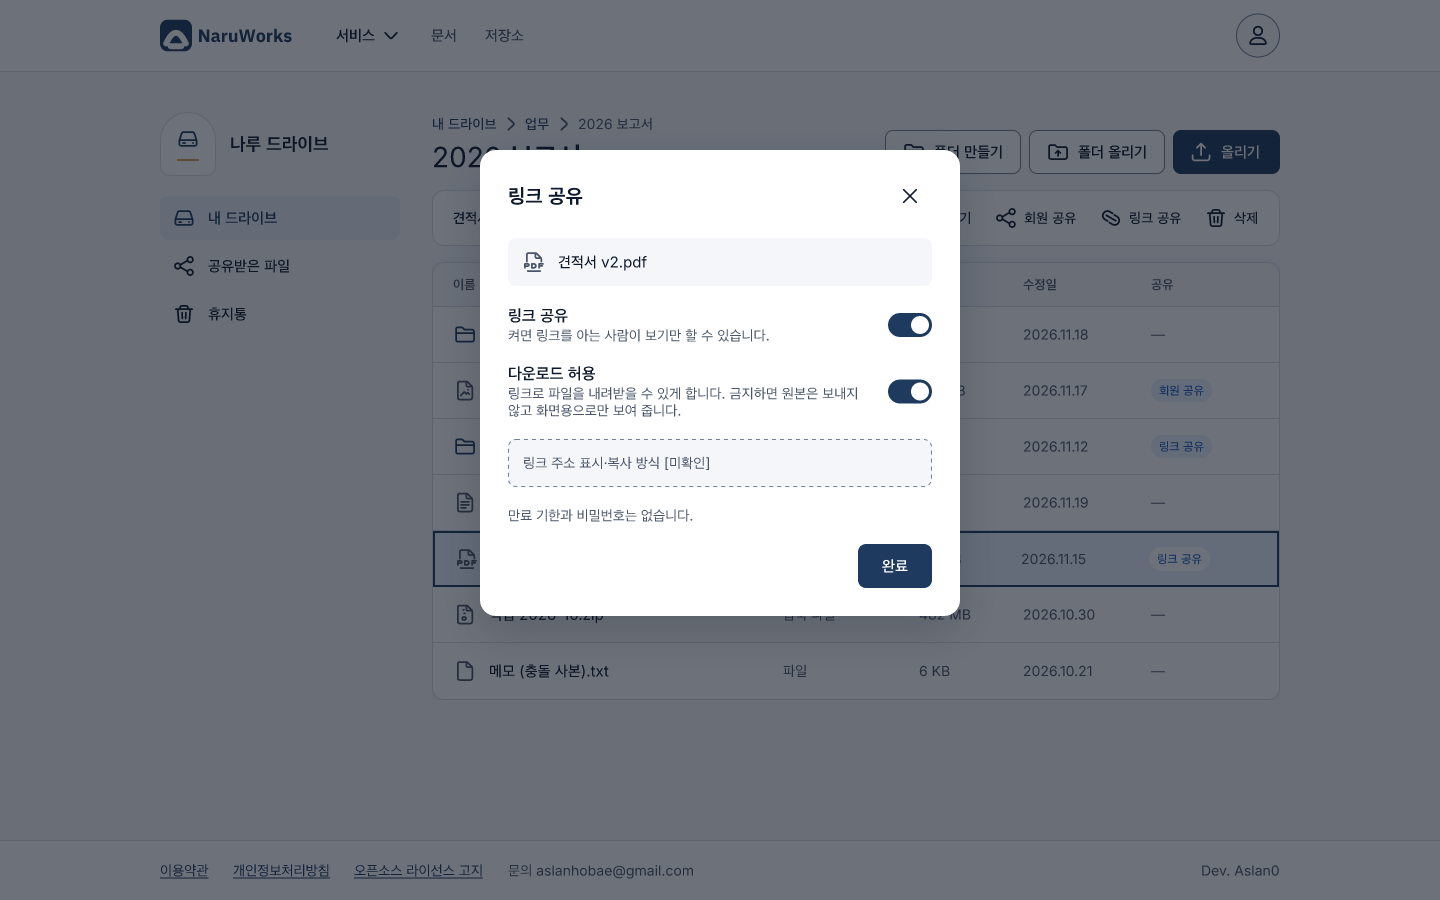 NaruWorks
서비스
문서
저장소
내 드라이브
업무
2026 보고서
나루 드라이브
만들기
폴더 올리기
올리기
링크 공유
내 드라이브
회원 공유
링크 공유
삭제
견적서 v2.pdf
공유받은 파일
이름
수정일
공유
휴지통
링크 공유
켜면 링크를 아는 사람이 보기만 할 수 있습니다.
2026.11.18
—
다운로드 허용
링크로 파일을 내려받을 수 있게 합니다. 금지하면 원본은 보내지
않고 화면용으로만 보여 줍니다.
2026.11.17
회원 공유
2026.11.12
링크 공유
링크 주소 표시·복사 방식 [미확인]
2026.11.19
—
만료 기한과 비밀번호는 없습니다.
PDF
2026.11.15
링크 공유
완료
MB
2026.10.30
—
메모 (충돌 사본).txt
파일
6 KB
2026.10.21
—
이용약관
개인정보처리방침
오픈소스 라이선스 고지
문의 aslanhobae@gmail.com
Dev. Aslan0